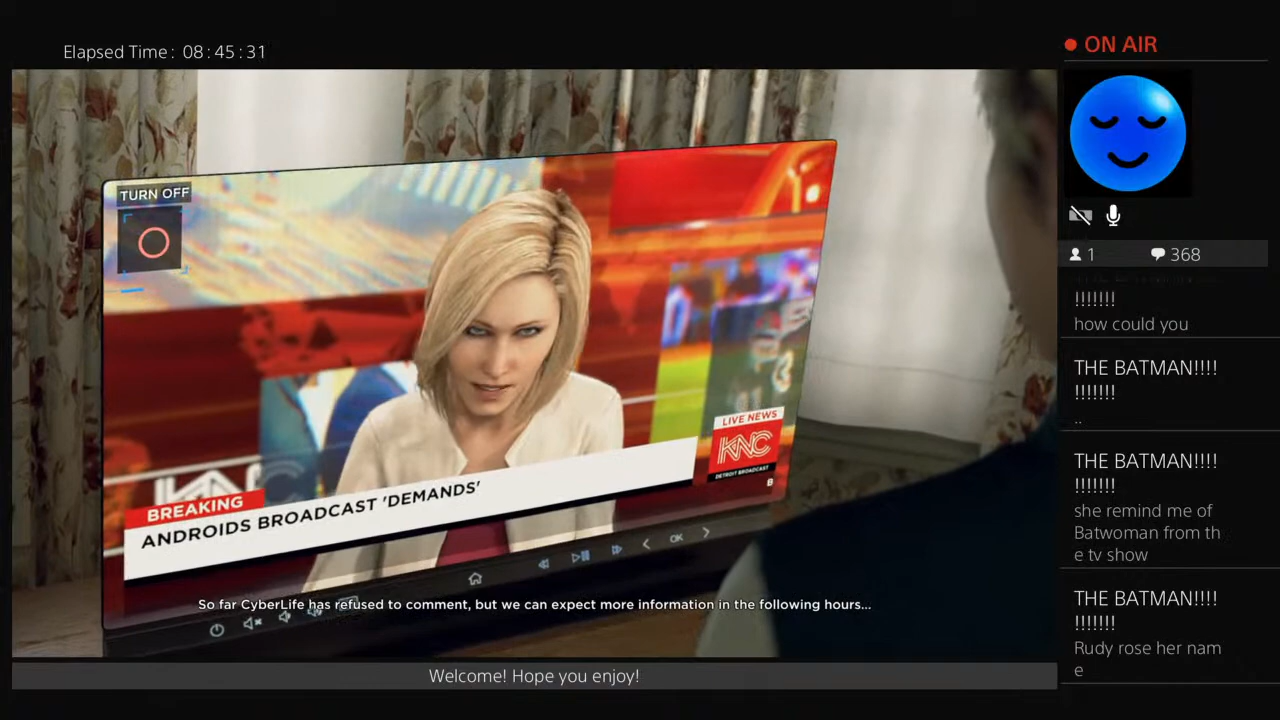 Elapsed Time: 08:45:31
ON AIR
TURN OFF
1
368
!!!!!!!
how could you
THE BATMAN!!!!
!!!!!!!
..
THE BATMAN!!!!
!!!!!!!
she remind me of
Batwoman from th
e tv show
THE BATMAN!!!!
!!!!!!!
Rudy rose her nam
e
LIVE NEWS
KNC
DETROIT BROADCAST
KNC
BREAKING
ANDROIDS BROADCAST 'DEMANDS'
OK
So far CyberLife has refused to comment, but we can expect more information in the following hours...
Welcome! Hope you enjoy!